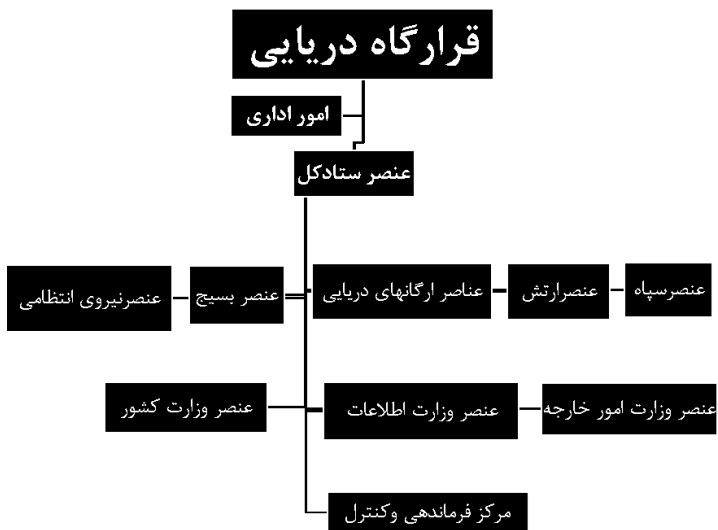 قرارگاه دریایی
امور اداری
عنصر ستادکل
عنصرسپاه
عنصرارتش
عناصر ارگانهای دریایی
عنصر بسیج
عنصرنیروی انتظامی
عنصر وزارت امور خارجه
عنصر وزارت اطلاعات
عنصر وزارت کشور
مرکز فرماندهی وکنترل